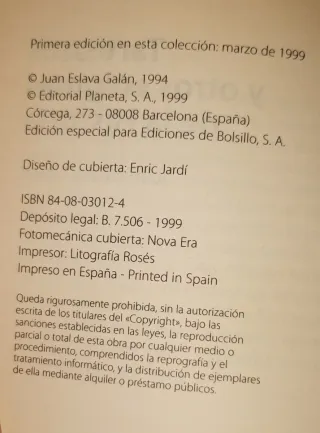 Primera edición en esta colección: marzo de 1999
© Juan Eslava Galán, 1994
© Editorial Planeta, S. A., 1999
Córcega, 273 - 08008 Barcelona (España)
Edición especial para Ediciones de Bolsillo, S. A.
Diseño de cubierta: Enric Jardí
ISBN 84-08-03012-4
Depósito legal: B. 7.506 - 1999
Fotomecánica cubierta: Nova Era
Impresor: Litografía Rosés
Impreso en España - Printed in Spain
Queda rigurosamente prohibida, sin la autorización
escrita de los titulares del «Copyright», bajo las
sanciones establecidas en las leyes, la reproducción
parcial o total de esta obra por cualquier medio o
procedimiento, comprendidos la reprografía y el
tratamiento informático, y la distribución de ejemplares
de ella mediante alquiler o préstamo públicos.